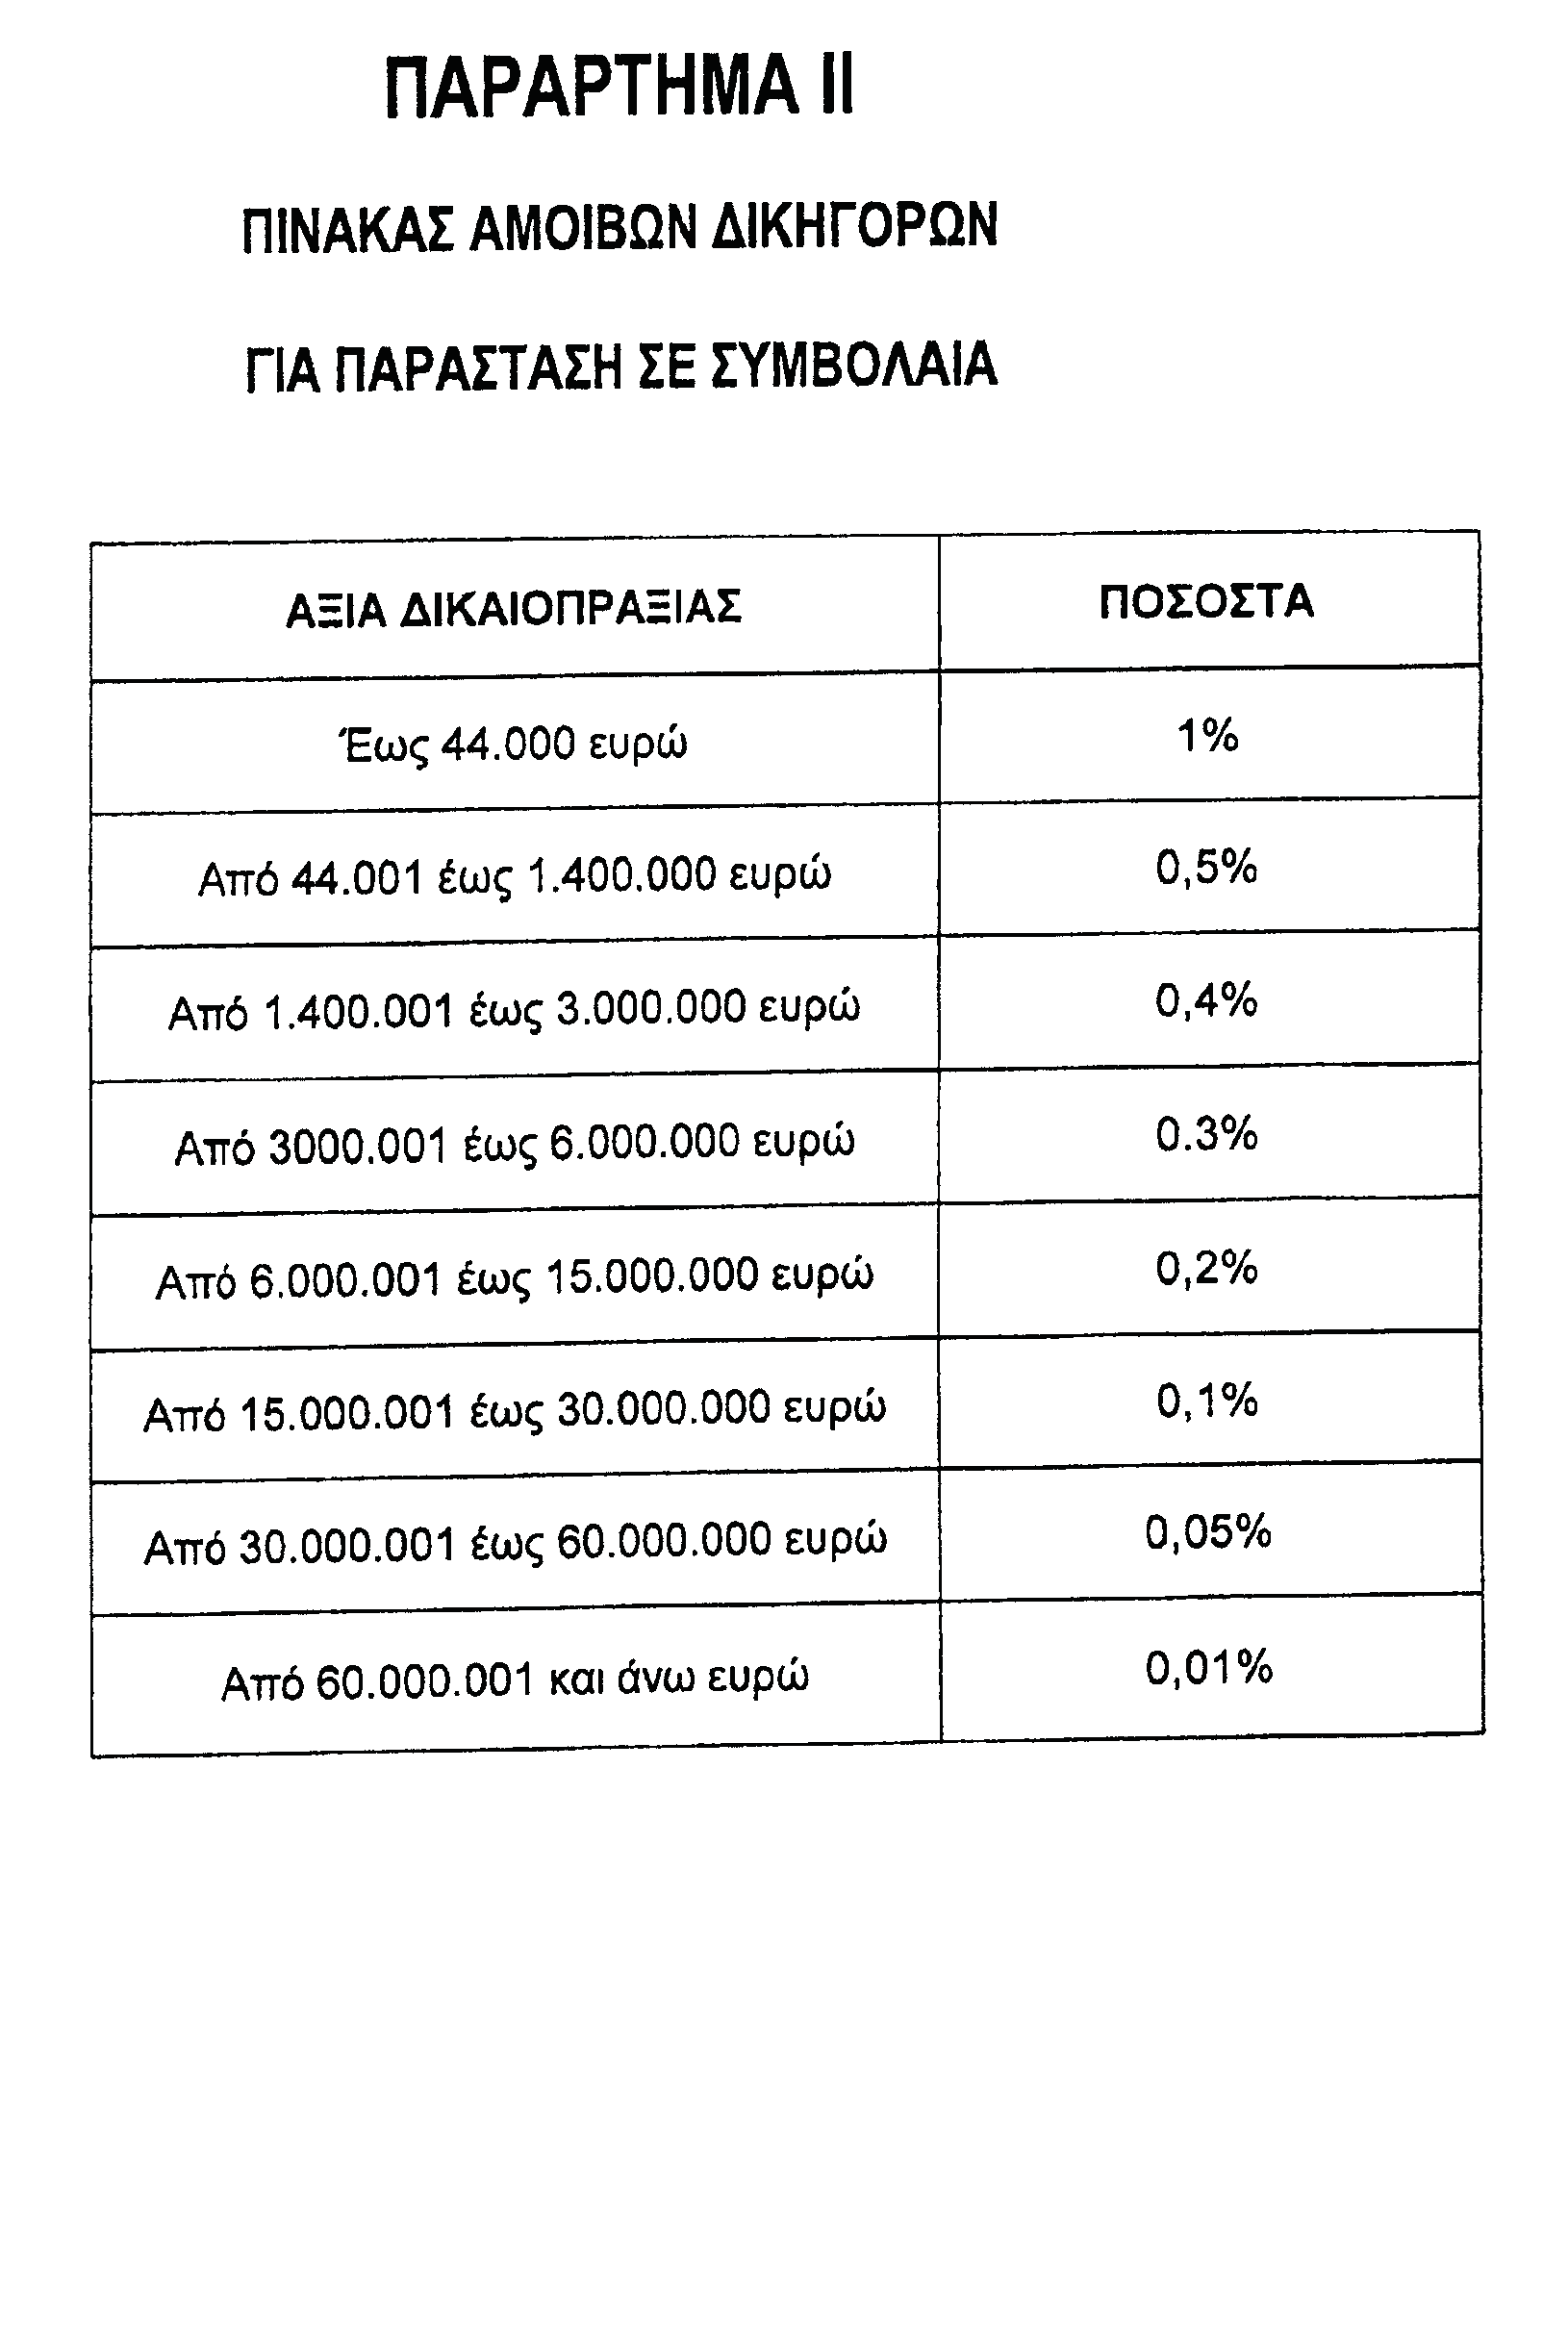 ΠΑΡΑΡΤΗΜΑ ΙΙ
ΠΙΝΑΚΑΣ ΑΜΟΙΒΩΝ ΔΙΚΗΓΟΡΩΝ
ΓΙΑ ΠΑΡΑΣΤΑΣΗ ΣΕ ΣΥΜΒΟΛΑΙΑ
ΑΞΙΑ ΔΙΚΑΙΟΠΡΑΞΙΑΣ ΠΟΣΟΣΤΑ
Έως 44.000 ευρώ 1%
Από 44.001 έως 1.400.000 ευρώ 0,5%
Από 1.400.001 έως 3.000.000 ευρώ 0,4%
Από 3000.001 έως 6.000.000 ευρώ 0.3%
Από 6.000.001 έως 15.000.000 ευρώ 0,2%
Από 15.000.001 έως 30.000.000 ευρώ 0,1%
Από 30.000.001 έως 60.000.000 ευρώ 0,05%
Από 60.000.001 και άνω ευρώ 0,01%